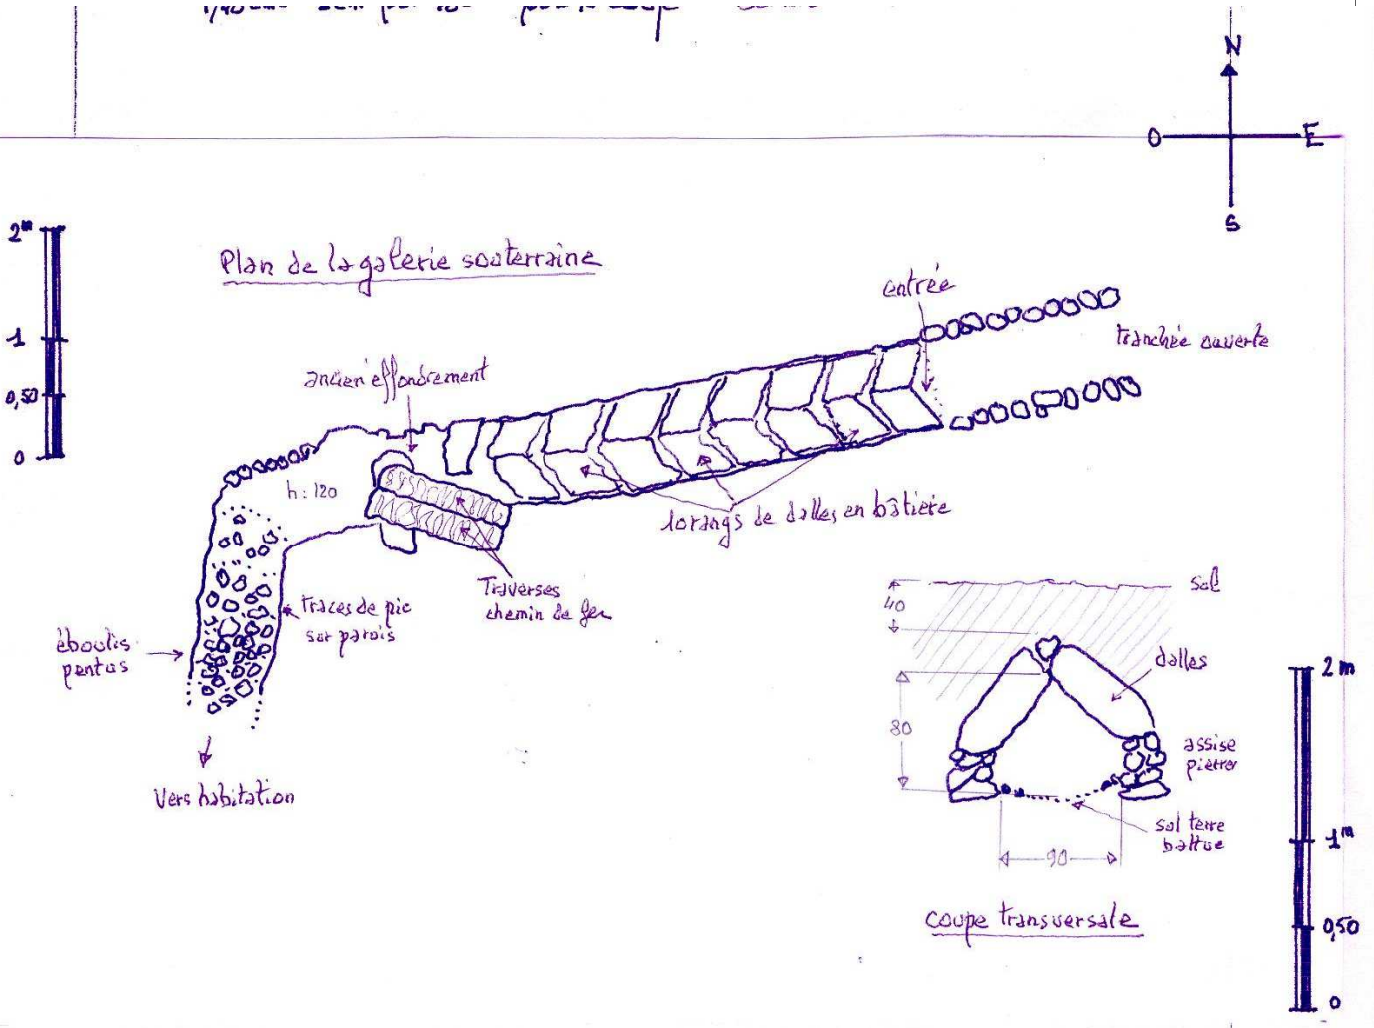 N
O
E
S
2m
1
0,50
0
Plan de la galerie souterraine
entrée
tranchée ouverte
ancien effondrement
h: 120
10 rangs de dalles en bâtière
Traverses
chemin de fer
traces de pic
sur parois
éboulis
pentus
Vers habitation
sol
40
dalles
80
assise
pierres
sol terre
battue
90
coupe transversale
2m
1m
0,50
0